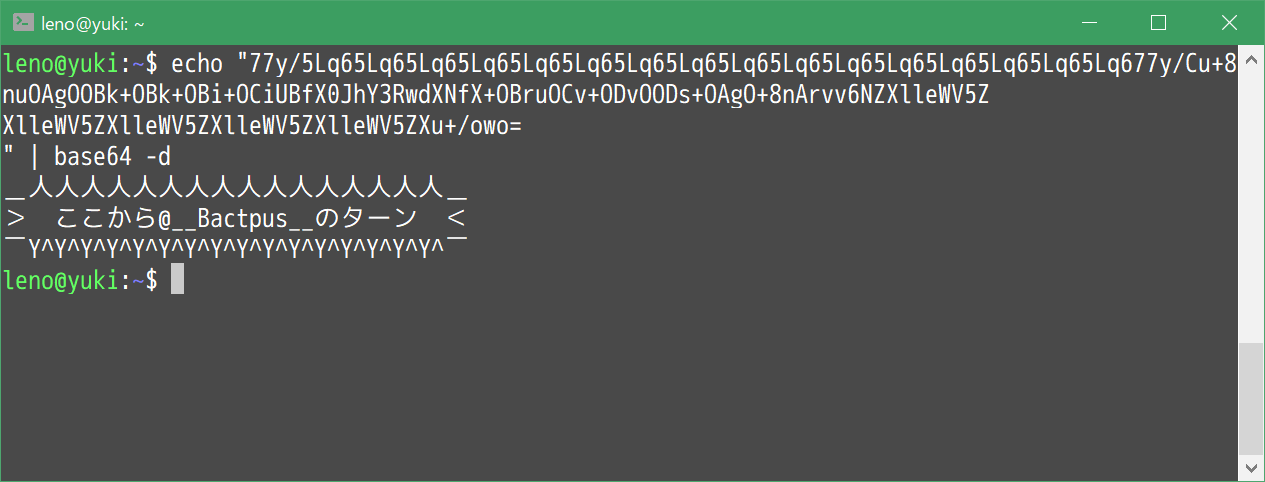 leno@yuki: ~
leno@yuki:~$ echo "77y/5Lq65Lq65Lq65Lq65Lq65Lq65Lq65Lq65Lq65Lq65Lq65Lq65Lq65Lq65Lq65Lq677y/Cu+8
nuOAgOOBk+OBk+OBi+OCiUBfX0JhY3RwdXNfX+OBruOCv+ODvOODs+OAgO+8nArvv6NZXlleWV5Z
XlleWV5ZXlleWV5ZXlleWV5ZXlleWV5ZXu+/owo=
" | base64 -d
＿人人人人人人人人人人人人人人人人＿
＞　ここから@__Bactpus__のターン　＜
￣Y^Y^Y^Y^Y^Y^Y^Y^Y^Y^Y^Y^Y^Y^Y^Y^￣
leno@yuki:~$